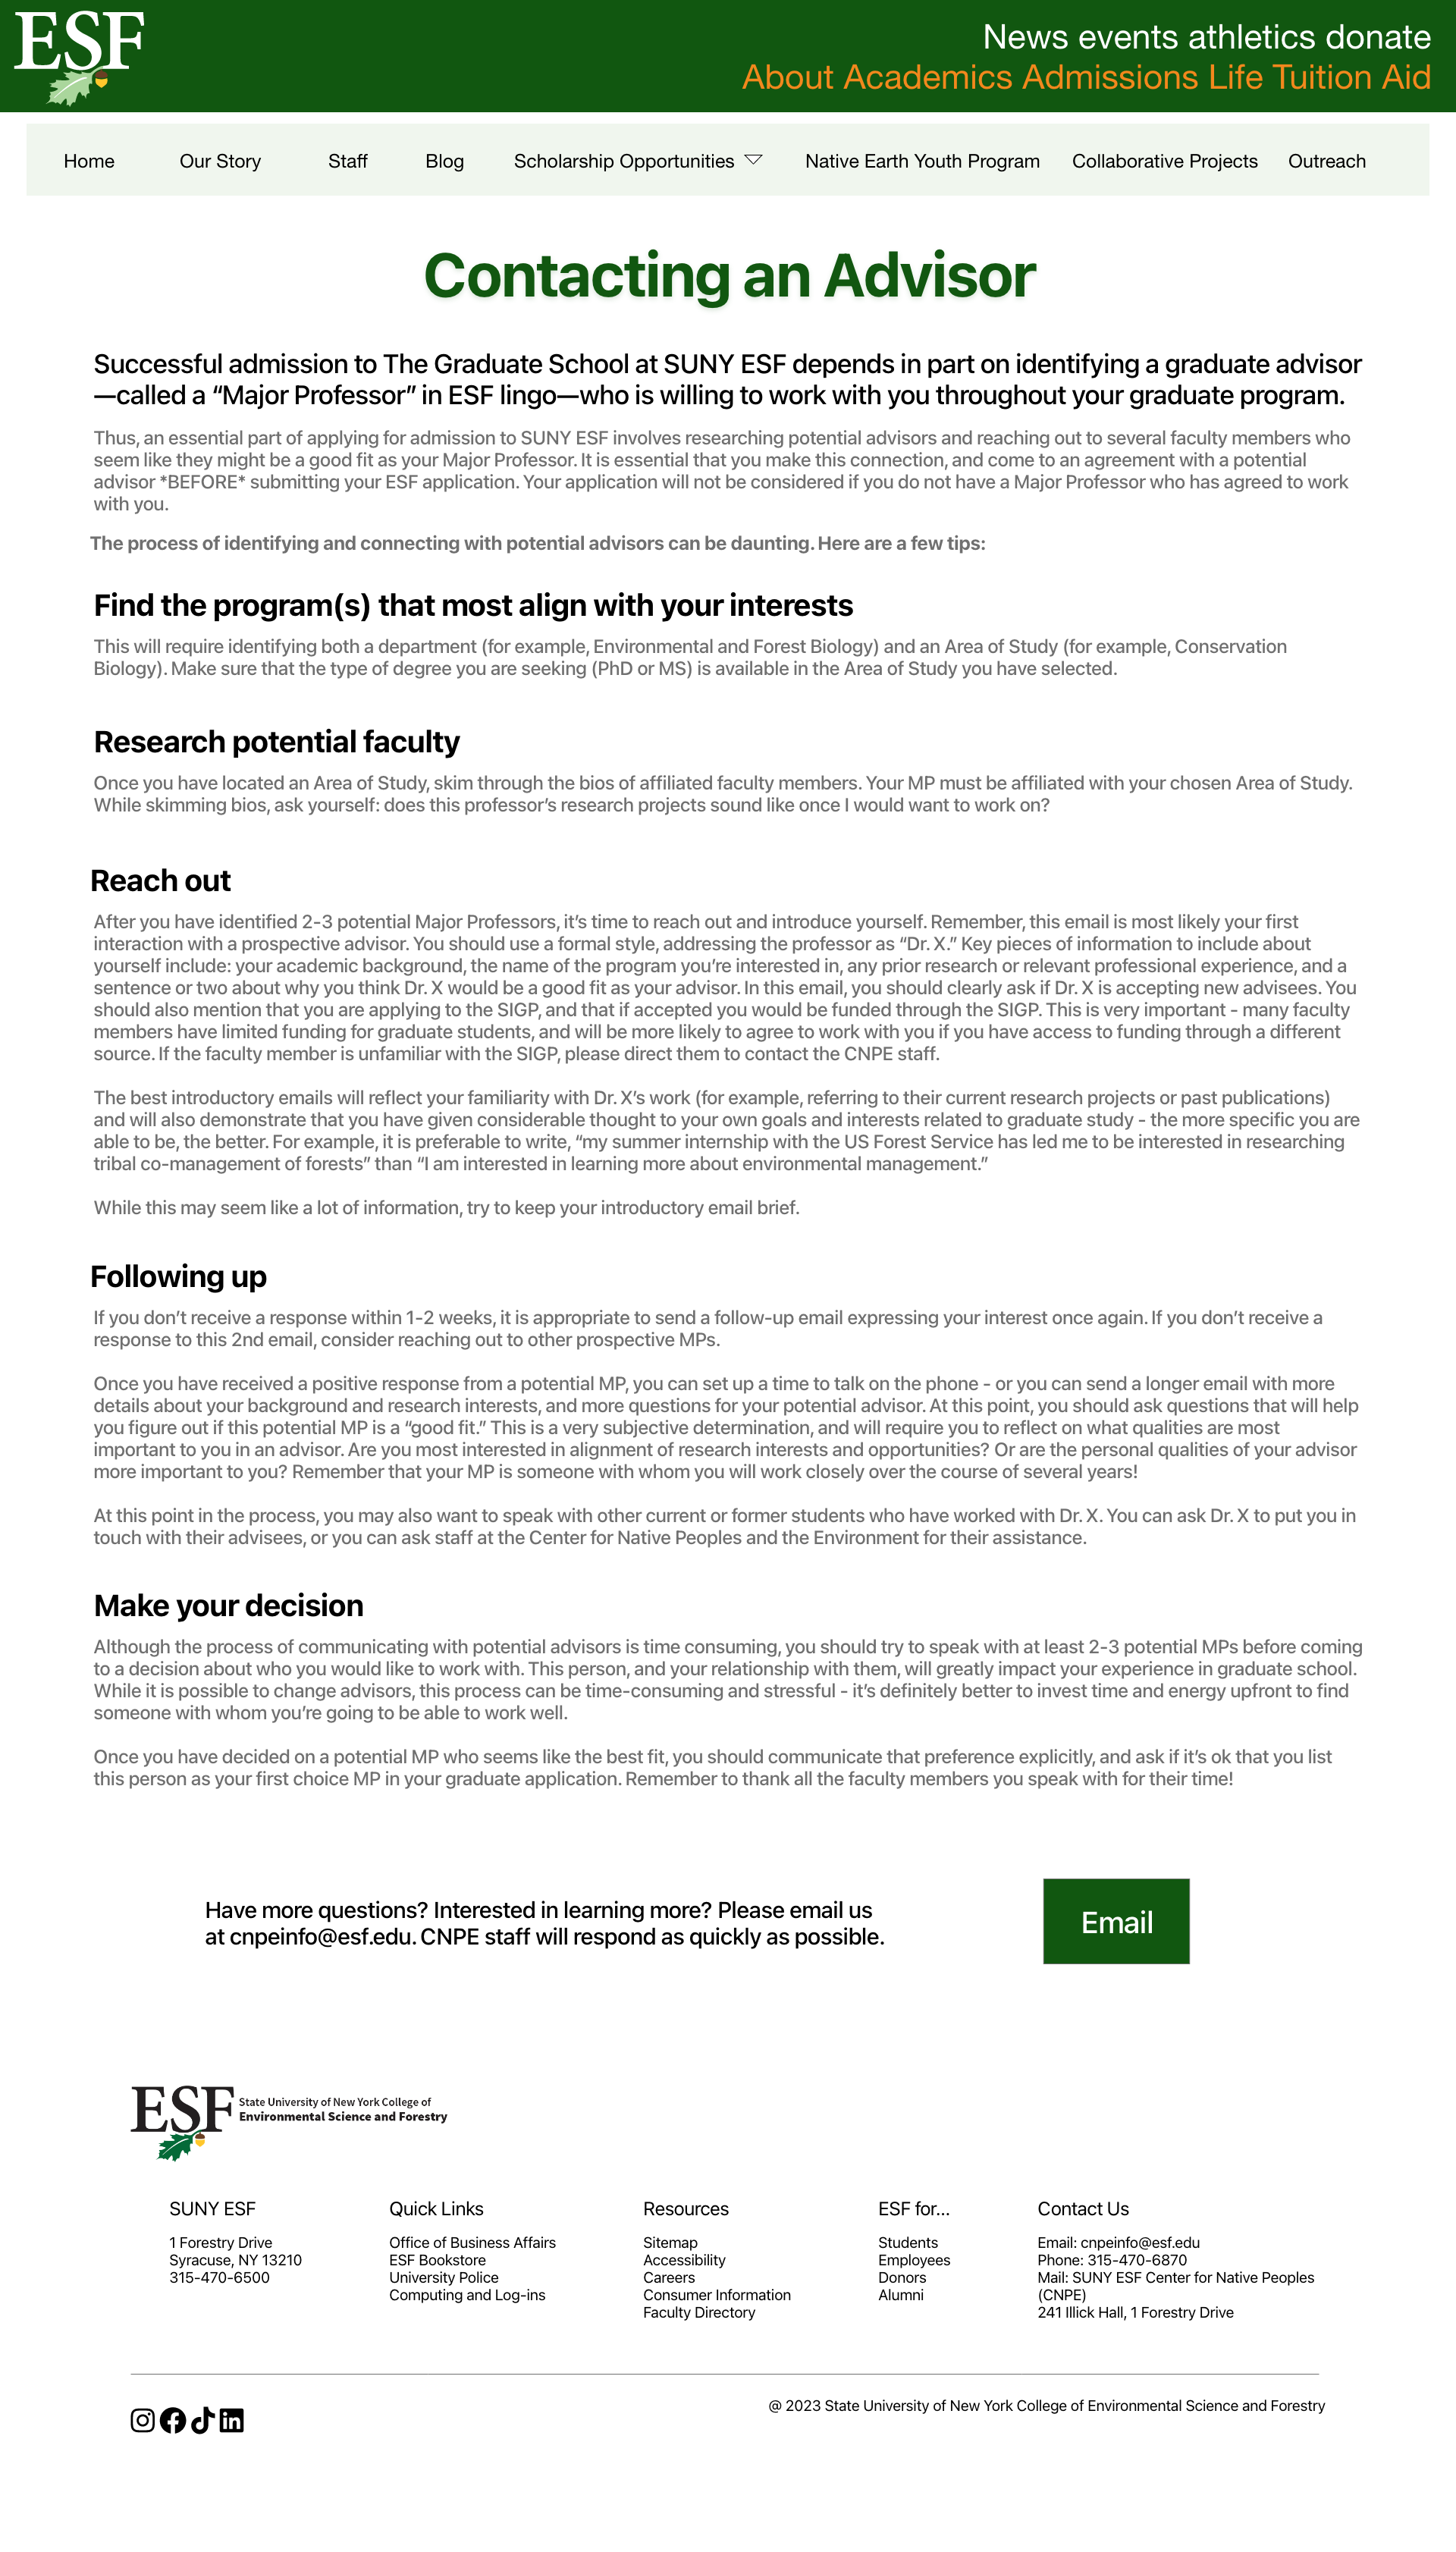 ESF
News events athletics donate
About Academics Admissions Life Tuition Aid
Home Our Story Staff Blog Scholarship Opportunities Native Earth Youth Program Collaborative Projects Outreach
Contacting an Advisor
Successful admission to The Graduate School at SUNY ESF depends in part on identifying a graduate advisor
—called a “Major Professor” in ESF lingo—who is willing to work with you throughout your graduate program.
Thus, an essential part of applying for admission to SUNY ESF involves researching potential advisors and reaching out to several faculty members who
seem like they might be a good fit as your Major Professor. It is essential that you make this connection, and come to an agreement with a potential
advisor *BEFORE* submitting your ESF application. Your application will not be considered if you do not have a Major Professor who has agreed to work
with you.
The process of identifying and connecting with potential advisors can be daunting. Here are a few tips:
Find the program(s) that most align with your interests
This will require identifying both a department (for example, Environmental and Forest Biology) and an Area of Study (for example, Conservation
Biology). Make sure that the type of degree you are seeking (PhD or MS) is available in the Area of Study you have selected.
Research potential faculty
Once you have located an Area of Study, skim through the bios of affiliated faculty members. Your MP must be affiliated with your chosen Area of Study.
While skimming bios, ask yourself: does this professor’s research projects sound like once I would want to work on?
Reach out
After you have identified 2-3 potential Major Professors, it’s time to reach out and introduce yourself. Remember, this email is most likely your first
interaction with a prospective advisor. You should use a formal style, addressing the professor as “Dr. X.” Key pieces of information to include about
yourself include: your academic background, the name of the program you’re interested in, any prior research or relevant professional experience, and a
sentence or two about why you think Dr. X would be a good fit as your advisor. In this email, you should clearly ask if Dr. X is accepting new advisees. You
should also mention that you are applying to the SIGP, and that if accepted you would be funded through the SIGP. This is very important - many faculty
members have limited funding for graduate students, and will be more likely to agree to work with you if you have access to funding through a different
source. If the faculty member is unfamiliar with the SIGP, please direct them to contact the CNPE staff.
The best introductory emails will reflect your familiarity with Dr. X’s work (for example, referring to their current research projects or past publications)
and will also demonstrate that you have given considerable thought to your own goals and interests related to graduate study - the more specific you are
able to be, the better. For example, it is preferable to write, “my summer internship with the US Forest Service has led me to be interested in researching
tribal co-management of forests” than “I am interested in learning more about environmental management.”
While this may seem like a lot of information, try to keep your introductory email brief.
Following up
If you don’t receive a response within 1-2 weeks, it is appropriate to send a follow-up email expressing your interest once again. If you don’t receive a
response to this 2nd email, consider reaching out to other prospective MPs.
Once you have received a positive response from a potential MP, you can set up a time to talk on the phone - or you can send a longer email with more
details about your background and research interests, and more questions for your potential advisor. At this point, you should ask questions that will help
you figure out if this potential MP is a “good fit.” This is a very subjective determination, and will require you to reflect on what qualities are most
important to you in an advisor. Are you most interested in alignment of research interests and opportunities? Or are the personal qualities of your advisor
more important to you? Remember that your MP is someone with whom you will work closely over the course of several years!
At this point in the process, you may also want to speak with other current or former students who have worked with Dr. X. You can ask Dr. X to put you in
touch with their advisees, or you can ask staff at the Center for Native Peoples and the Environment for their assistance.
Make your decision
Although the process of communicating with potential advisors is time consuming, you should try to speak with at least 2-3 potential MPs before coming
to a decision about who you would like to work with. This person, and your relationship with them, will greatly impact your experience in graduate school.
While it is possible to change advisors, this process can be time-consuming and stressful - it’s definitely better to invest time and energy upfront to find
someone with whom you’re going to be able to work well.
Once you have decided on a potential MP who seems like the best fit, you should communicate that preference explicitly, and ask if it’s ok that you list
this person as your first choice MP in your graduate application. Remember to thank all the faculty members you speak with for their time!
Have more questions? Interested in learning more? Please email us
at cnpeinfo@esf.edu. CNPE staff will respond as quickly as possible.
Email
ESF
State University of New York College of
Environmental Science and Forestry
SUNY ESF
1 Forestry Drive
Syracuse, NY 13210
315-470-6500
Quick Links
Office of Business Affairs
ESF Bookstore
University Police
Computing and Log-ins
Resources
Sitemap
Accessibility
Careers
Consumer Information
Faculty Directory
ESF for...
Students
Employees
Donors
Alumni
Contact Us
Email: cnpeinfo@esf.edu
Phone: 315-470-6870
Mail: SUNY ESF Center for Native Peoples
(CNPE)
241 Illick Hall, 1 Forestry Drive
@ 2023 State University of New York College of Environmental Science and Forestry